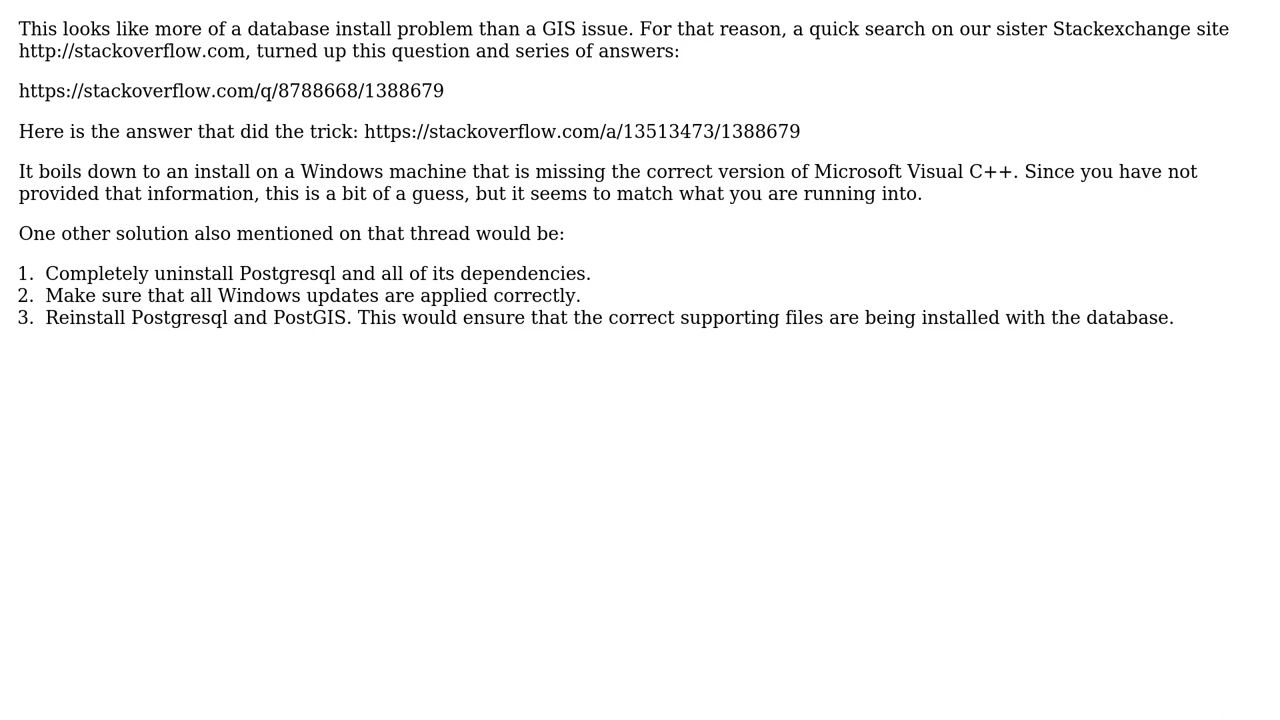 This looks like more of a database install problem than a GIS issue. For that reason, a quick search on our sister Stackexchange site
http://stackoverflow.com, turned up this question and series of answers:
https://stackoverflow.com/q/8788668/1388679
Here is the answer that did the trick: https://stackoverflow.com/a/13513473/1388679
It boils down to an install on a Windows machine that is missing the correct version of Microsoft Visual C++. Since you have not
provided that information, this is a bit of a guess, but it seems to match what you are running into.
One other solution also mentioned on that thread would be:
1. Completely uninstall Postgresql and all of its dependencies.
2. Make sure that all Windows updates are applied correctly.
3. Reinstall Postgresql and PostGIS. This would ensure that the correct supporting files are being installed with the database.